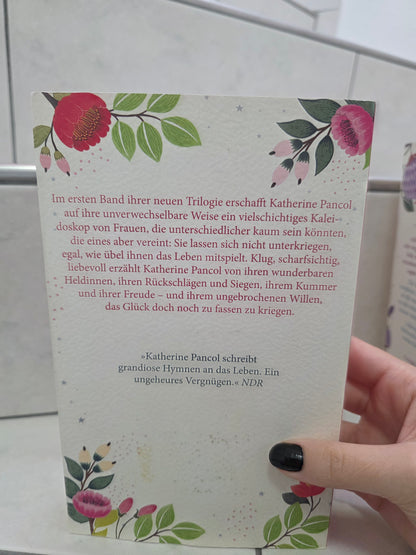 Im ersten Band ihrer neuen Trilogie erschafft Katherine Pancol
auf ihre unverwechselbare Weise ein vielschichtiges Kalei-
doskop von Frauen, die unterschiedlicher kaum sein könnten,
die eines aber vereint: Sie lassen sich nicht unterkriegen,
egal, wie übel ihnen das Leben mitspielt. Klug, scharfsichtig,
liebevoll erzählt Katherine Pancol von ihren wunderbaren
Heldinnen, ihren Rückschlägen und Siegen, ihrem Kummer
und ihrer Freude – und ihrem ungebrochenen Willen,
das Glück doch noch zu fassen zu kriegen.
»Katherine Pancol schreibt
grandiose Hymnen an das Leben. Ein
ungeheures Vergnügen.« NDR